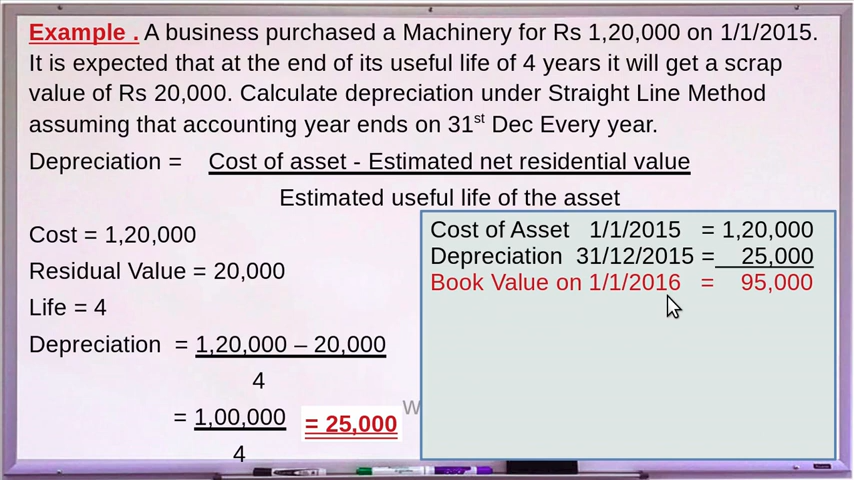 Example . A business purchased a Machinery for Rs 1,20,000 on 1/1/2015.
It is expected that at the end of its useful life of 4 years it will get a scrap
value of Rs 20,000. Calculate depreciation under Straight Line Method
assuming that accounting year ends on 31st Dec Every year.
Depreciation = Cost of asset - Estimated net residential value
Estimated useful life of the asset
Cost = 1,20,000
Residual Value = 20,000
Life = 4
Depreciation = 1,20,000 – 20,000
4
= 1,00,000 = 25,000
4
Cost of Asset 1/1/2015 = 1,20,000
Depreciation 31/12/2015 = 25,000
Book Value on 1/1/2016 = 95,000